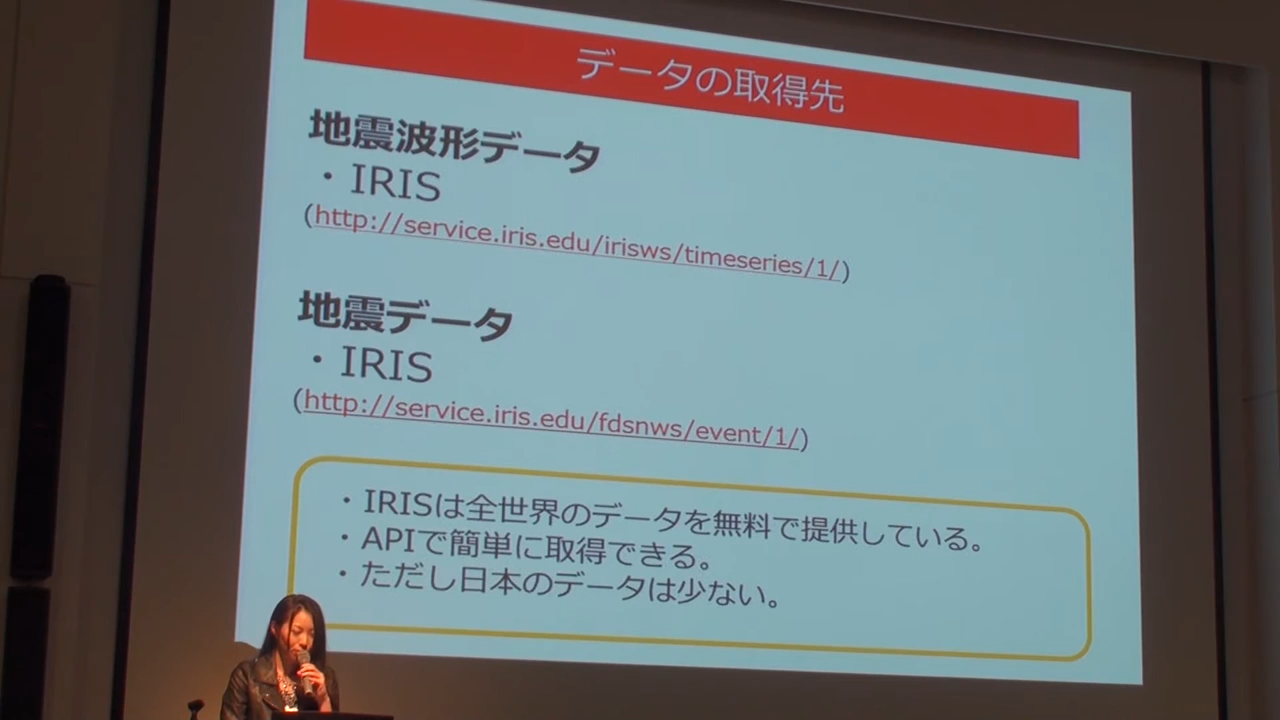 データの取得先
地震波形データ
・IRIS
(http://service.iris.edu/irisws/timeseries/1/)
地震データ
・IRIS
(http://service.iris.edu/fdsnws/event/1/)
・IRISは全世界のデータを無料で提供している。
・APIで簡単に取得できる。
・ただし日本のデータは少ない。